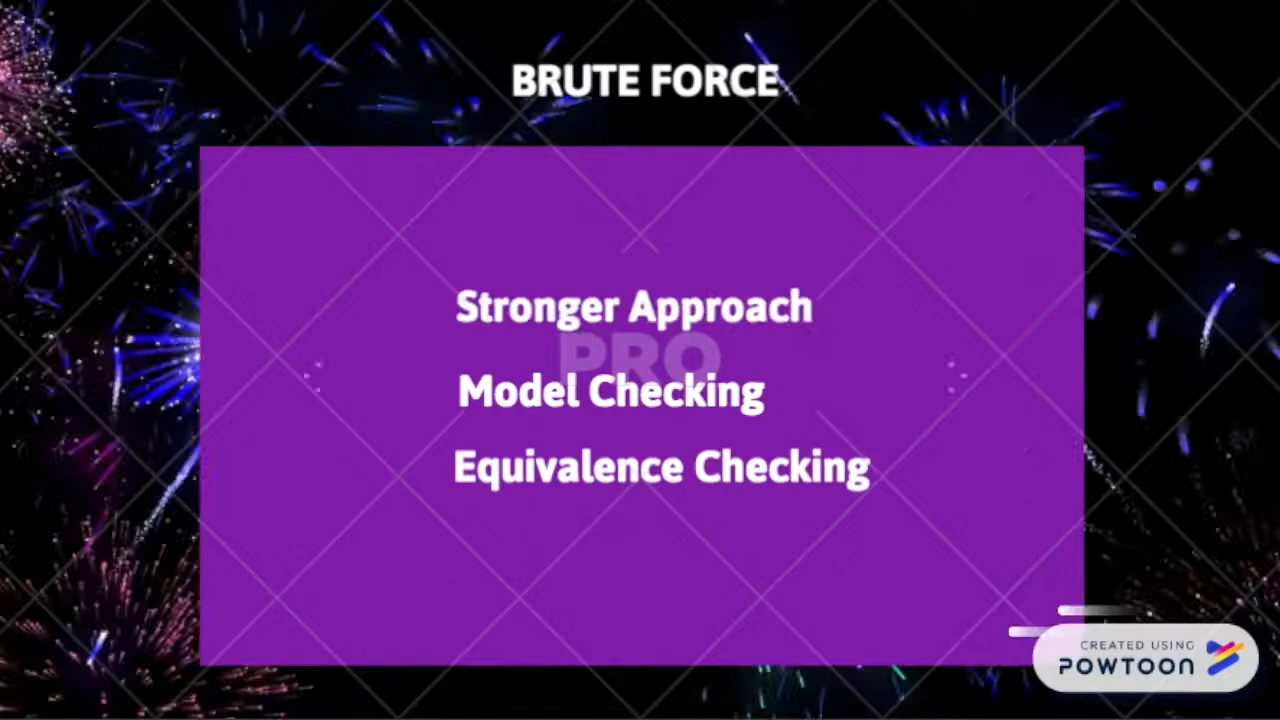 BRUTE FORCE
Stronger Approach
PRO
Model Checking
Equivalence Checking
CREATED USING
POWTOON